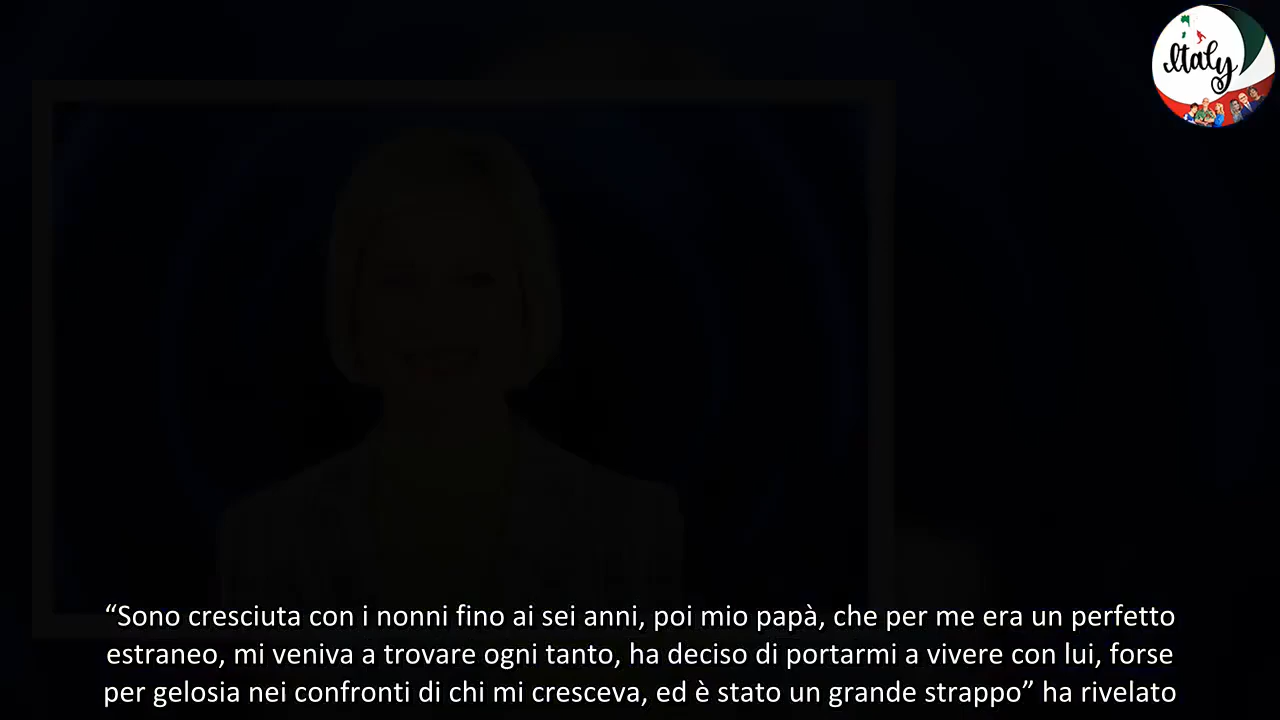 Italy
“Sono cresciuta con i nonni fino ai sei anni, poi mio papà, che per me era un perfetto
estraneo, mi veniva a trovare ogni tanto, ha deciso di portarmi a vivere con lui, forse
per gelosia nei confronti di chi mi cresceva, ed è stato un grande strappo” ha rivelato